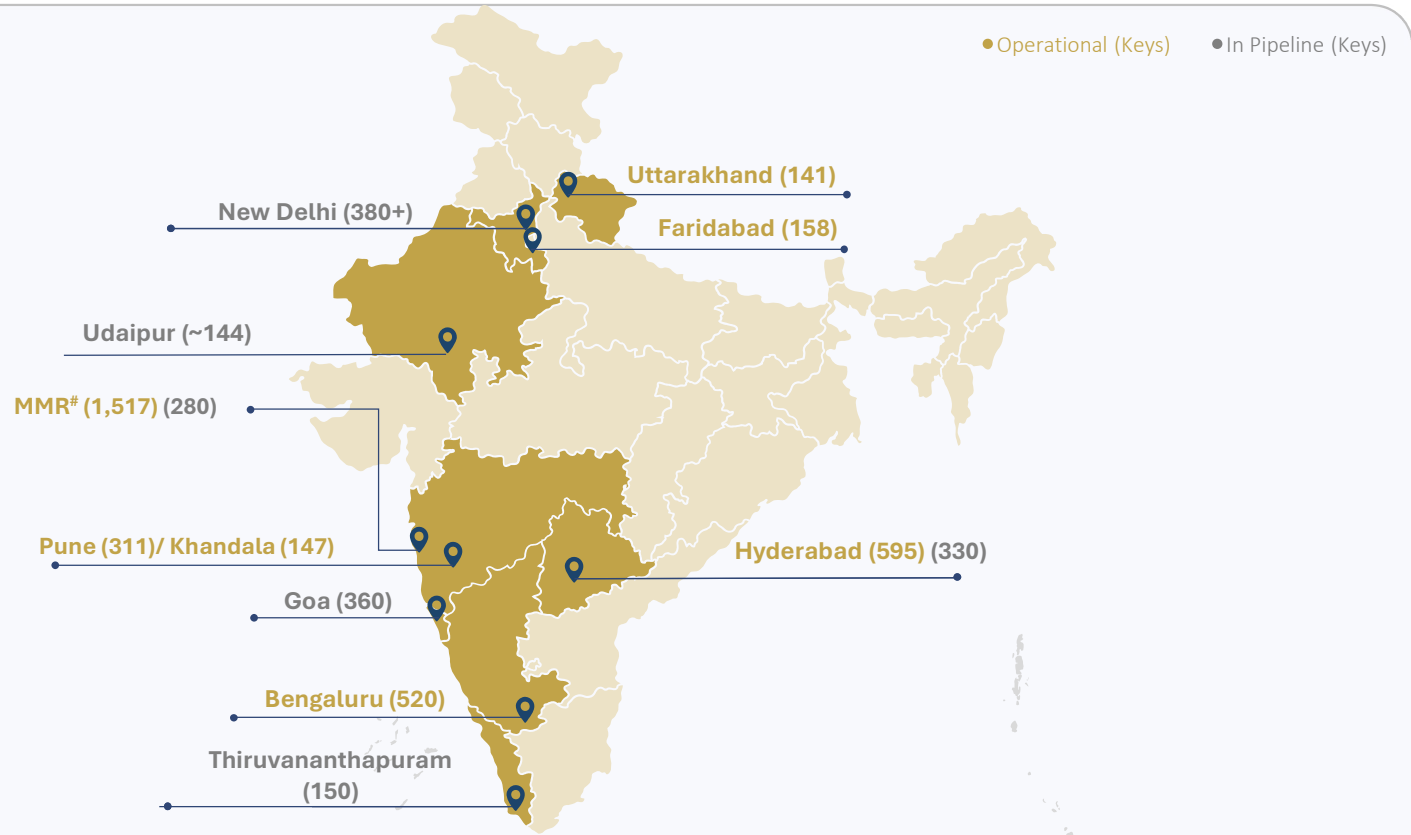 Operational (Keys)
In Pipeline (Keys)
Uttarakhand (141)
New Delhi (380+)
Faridabad (158)
Udaipur (~144)
MMR# (1,517) (280)
Pune (311)/ Khandala (147)
Hyderabad (595) (330)
Goa (360)
Bengaluru (520)
Thiruvananthapuram
(150)